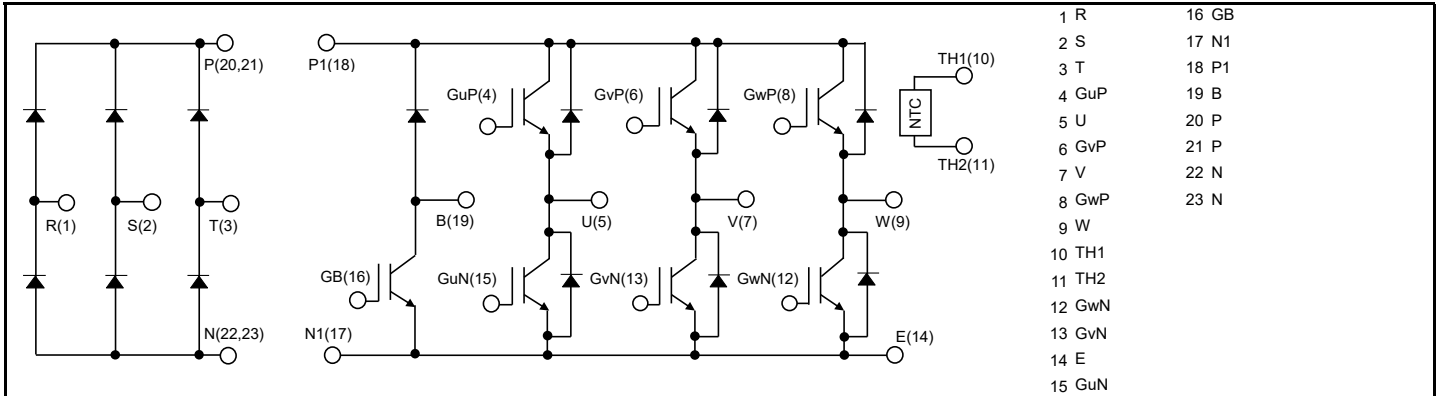 P(20,21)
P1(18)
TH1(10)
GuP(4)
GvP(6)
GwP(8)
NTC
TH2(11)
R(1)
S(2)
T(3)
B(19)
U(5)
V(7)
W(9)
GB(16)
GuN(15)
GvN(13)
GwN(12)
N(22,23)
N1(17)
E(14)
1 R
2 S
3 T
4 GuP
5 U
6 GvP
7 V
8 GwP
9 W
10 TH1
11 TH2
12 GwN
13 GvN
14 E
15 GuN
16 GB
17 N1
18 P1
19 B
20 P
21 P
22 N
23 N